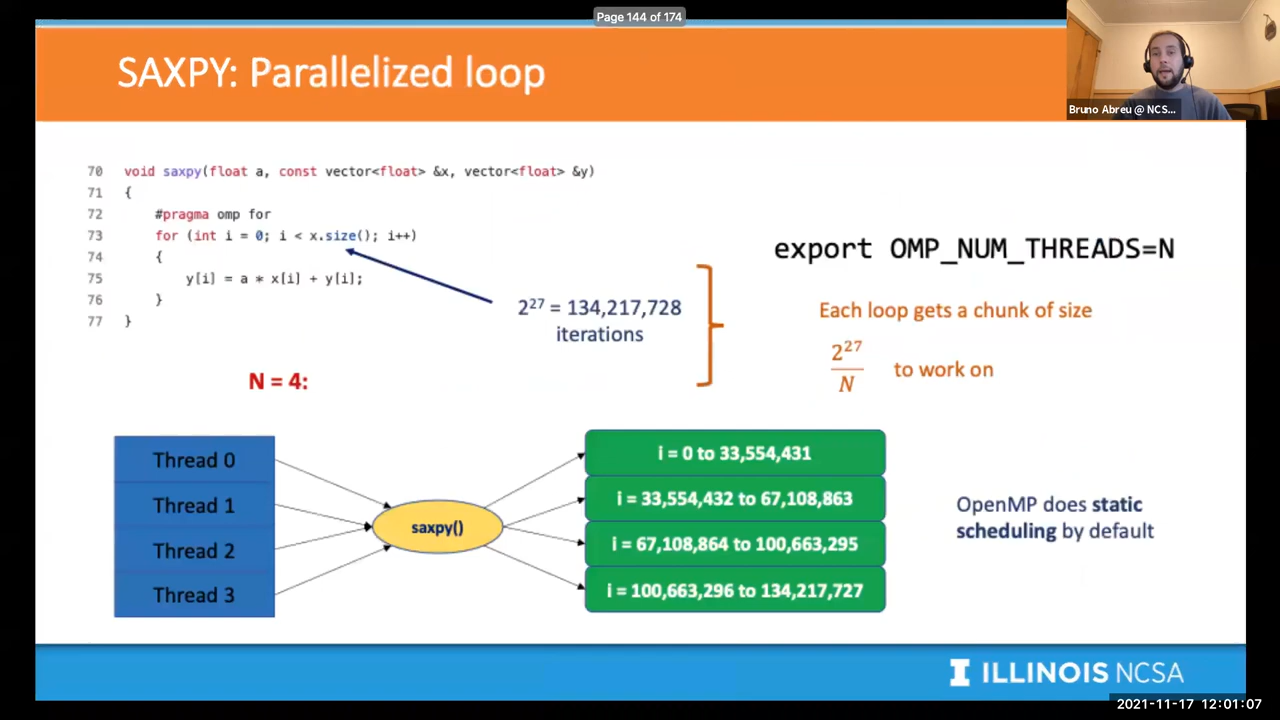 Page 144 of 174
SAXPY: Parallelized loop
Bruno Abreu @ NCS...
70 void saxpy(float a, const vector<float> &x, vector<float> &y)
71 {
72 #pragma omp for
73 for (int i = 0; i < x.size(); i++)
74 {
75 y[i] = a * x[i] + y[i];
76 }
77 }
2²⁷ = 134,217,728
iterations
export OMP_NUM_THREADS=N
Each loop gets a chunk of size
2²⁷
N
to work on
N = 4:
Thread 0
Thread 1
Thread 2
Thread 3
saxpy()
i = 0 to 33,554,431
i = 33,554,432 to 67,108,863
i = 67,108,864 to 100,663,295
i = 100,663,296 to 134,217,727
OpenMP does static
scheduling by default
I ILLINOIS NCSA
2021-11-17 12:01:07